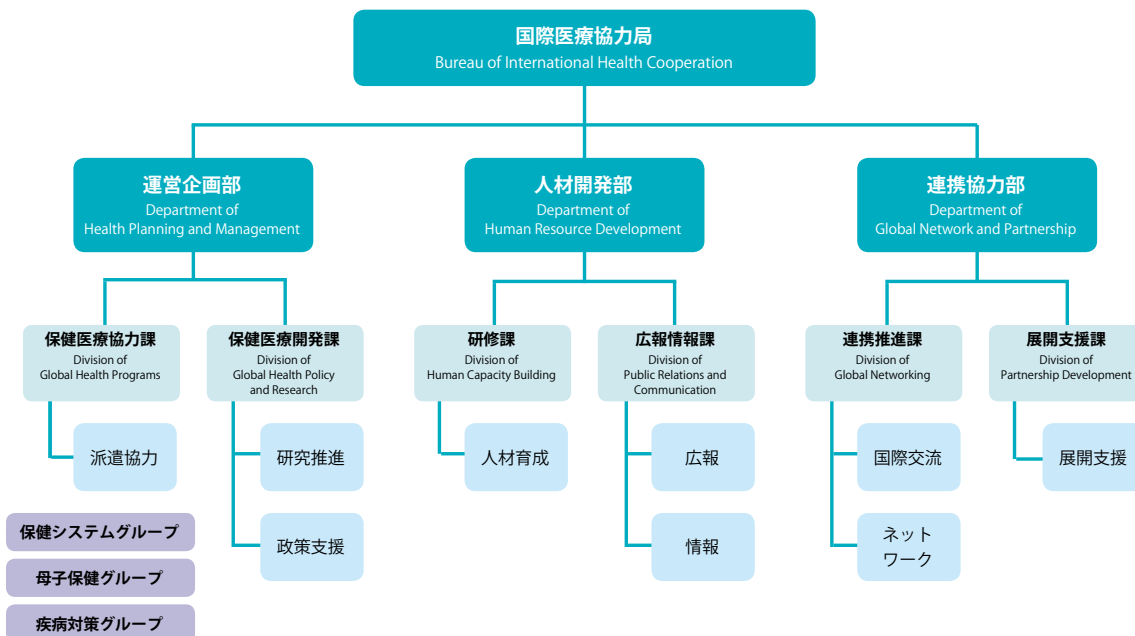 国際医療協力局
Bureau of International Health Cooperation
運営企画部
Department of
Health Planning and Management
人材開発部
Department of
Human Resource Development
連携協力部
Department of
Global Network and Partnership
保健医療協力課
Division of
Global Health Programs
保健医療開発課
Division of
Global Health Policy
and Research
研修課
Division of
Human Capacity Building
広報情報課
Division of
Public Relations and
Communication
連携推進課
Division of
Global Networking
展開支援課
Division of
Partnership Development
派遣協力
研究推進
人材育成
広報
国際交流
展開支援
政策支援
情報
ネット
ワーク
保健システムグループ
母子保健グループ
疾病対策グループ